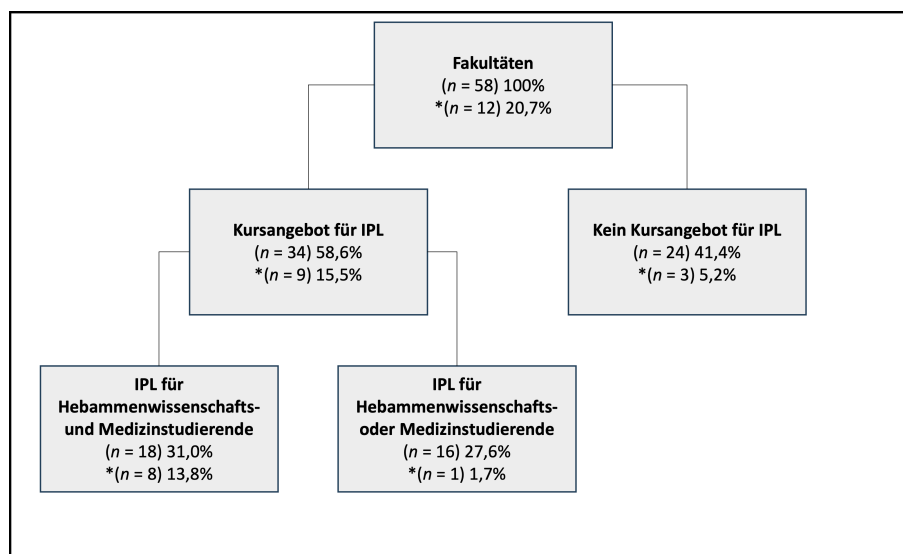 Fakultäten
(n = 58) 100%
*(n = 12) 20,7%
Kursangebot für IPL
(n = 34) 58,6%
*(n = 9) 15,5%
Kein Kursangebot für IPL
(n = 24) 41,4%
*(n = 3) 5,2%
IPL für
Hebammenwissenschafts-
und Medizinstudierende
(n = 18) 31,0%
*(n = 8) 13,8%
IPL für
Hebammenwissenschafts-
oder Medizinstudierende
(n = 16) 27,6%
*(n = 1) 1,7%